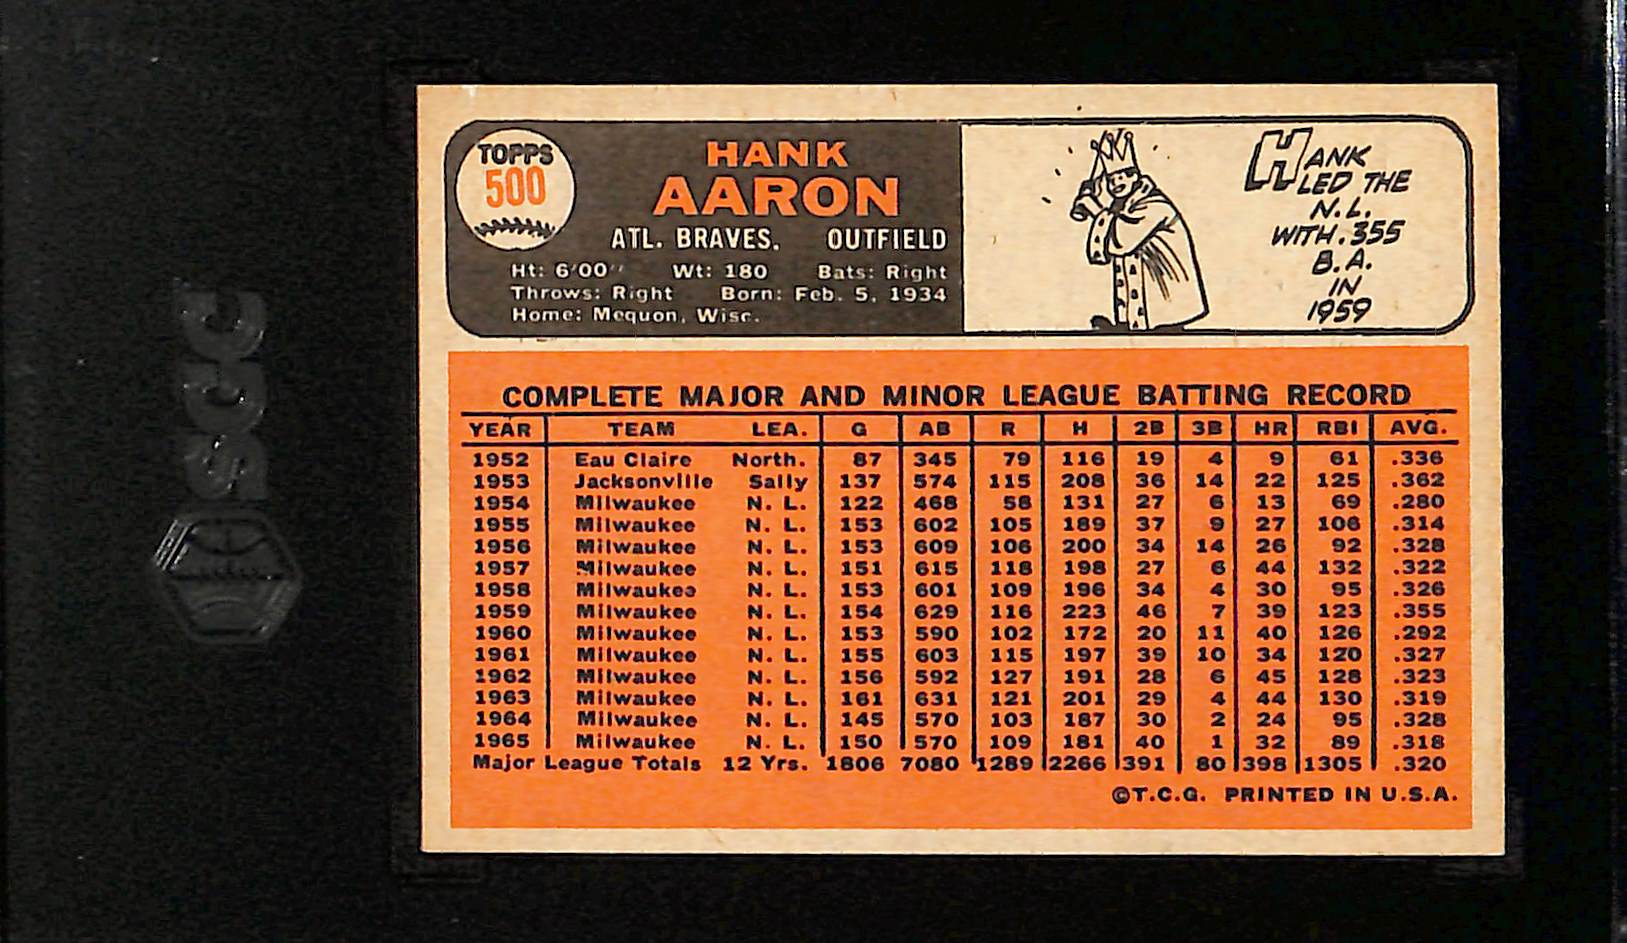 TOPPS
500
HANK
AARON
ATL. BRAVES. OUTFIELD
Ht: 6'00" Wt: 180 Bats: Right
Throws: Right Born: Feb. 5, 1934
Home: Mequon, Wisc.
HANK
LED THE
N.L.
WITH .355
B.A.
IN
1959
COMPLETE MAJOR AND MINOR LEAGUE BATTING RECORD
YEAR TEAM LEA. G AB R H 2B 3B HR RBI AVG.
1952 Eau Claire North. 87 345 79 116 19 4 9 61 .336
1953 Jacksonville Sally 137 574 115 208 36 14 22 125 .362
1954 Milwaukee N. L. 122 468 58 131 27 6 13 69 .280
1955 Milwaukee N. L. 153 602 105 189 37 9 27 106 .314
1956 Milwaukee N. L. 153 609 106 200 34 14 26 92 .328
1957 Milwaukee N. L. 151 615 118 198 27 6 44 132 .322
1958 Milwaukee N. L. 153 601 109 196 34 4 30 95 .326
1959 Milwaukee N. L. 154 629 116 223 46 7 39 123 .355
1960 Milwaukee N. L. 153 590 102 172 20 11 40 126 .292
1961 Milwaukee N. L. 155 603 115 197 39 10 34 120 .327
1962 Milwaukee N. L. 156 592 127 191 28 6 45 128 .323
1963 Milwaukee N. L. 161 631 121 201 29 4 44 130 .319
1964 Milwaukee N. L. 145 570 103 187 30 2 24 95 .328
1965 Milwaukee N. L. 150 570 109 181 40 1 32 89 .318
Major League Totals 12 Yrs. 1806 7080 1289 2266 391 80 398 1305 .320
©T.C.G. PRINTED IN U.S.A.
SGC